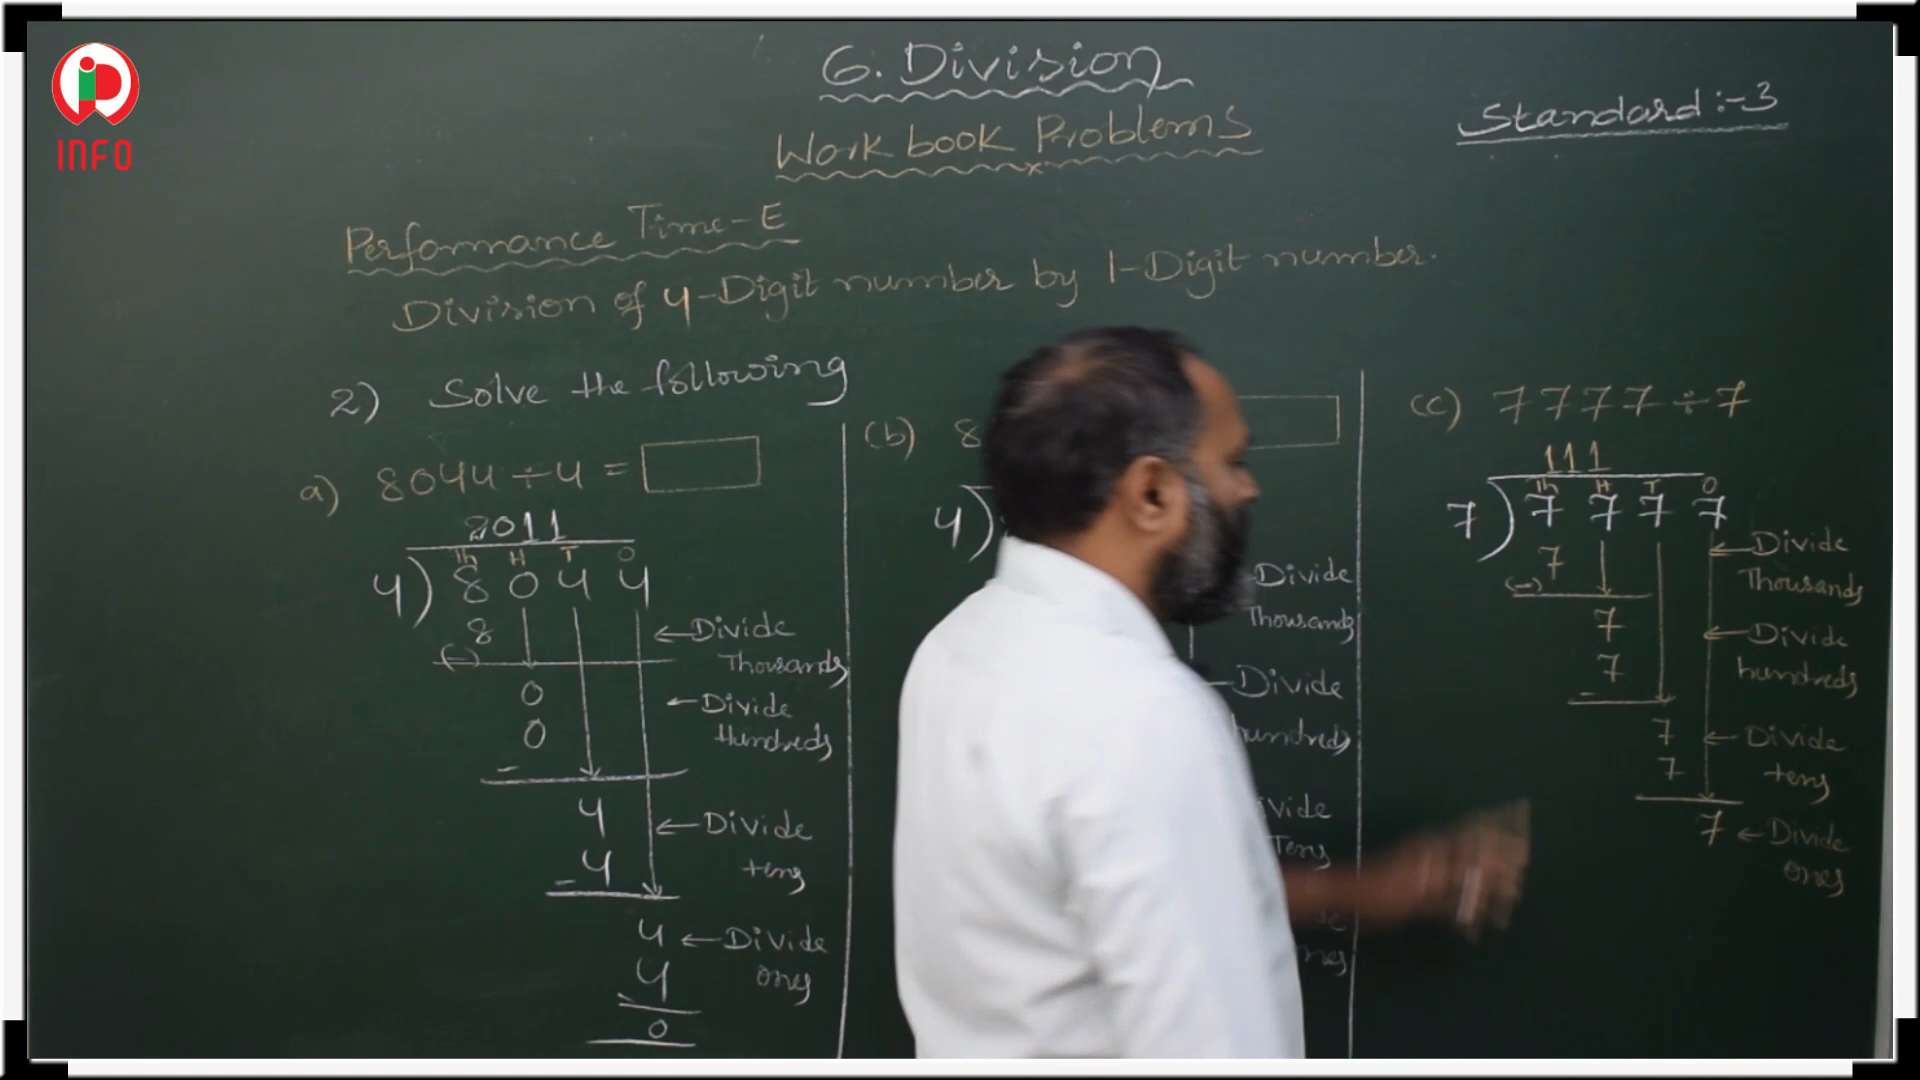 INFO
6. Division
Standard :- 3
Work book Problems
Performance Time-E
Division of 4-Digit number by 1-Digit number.
2) Solve the following
a) 8044 ÷ 4 =
2011
Th H T O
4) 8 0 4 4
8
(-)
← Divide
Thousands
0
← Divide
Hundreds
0
-
4
← Divide
tens
- 4
4 ← Divide
4 ones
-
0
(b) 8
4)
Divide
Thousands
Divide
hundreds
Tens
(c) 7777 ÷ 7
111
Th H T O
7) 7 7 7 7
← Divide
7
(-)
Thousands
7
← Divide
7
hundreds
-
7
← Divide
7
tens
7 ← Divide
ones